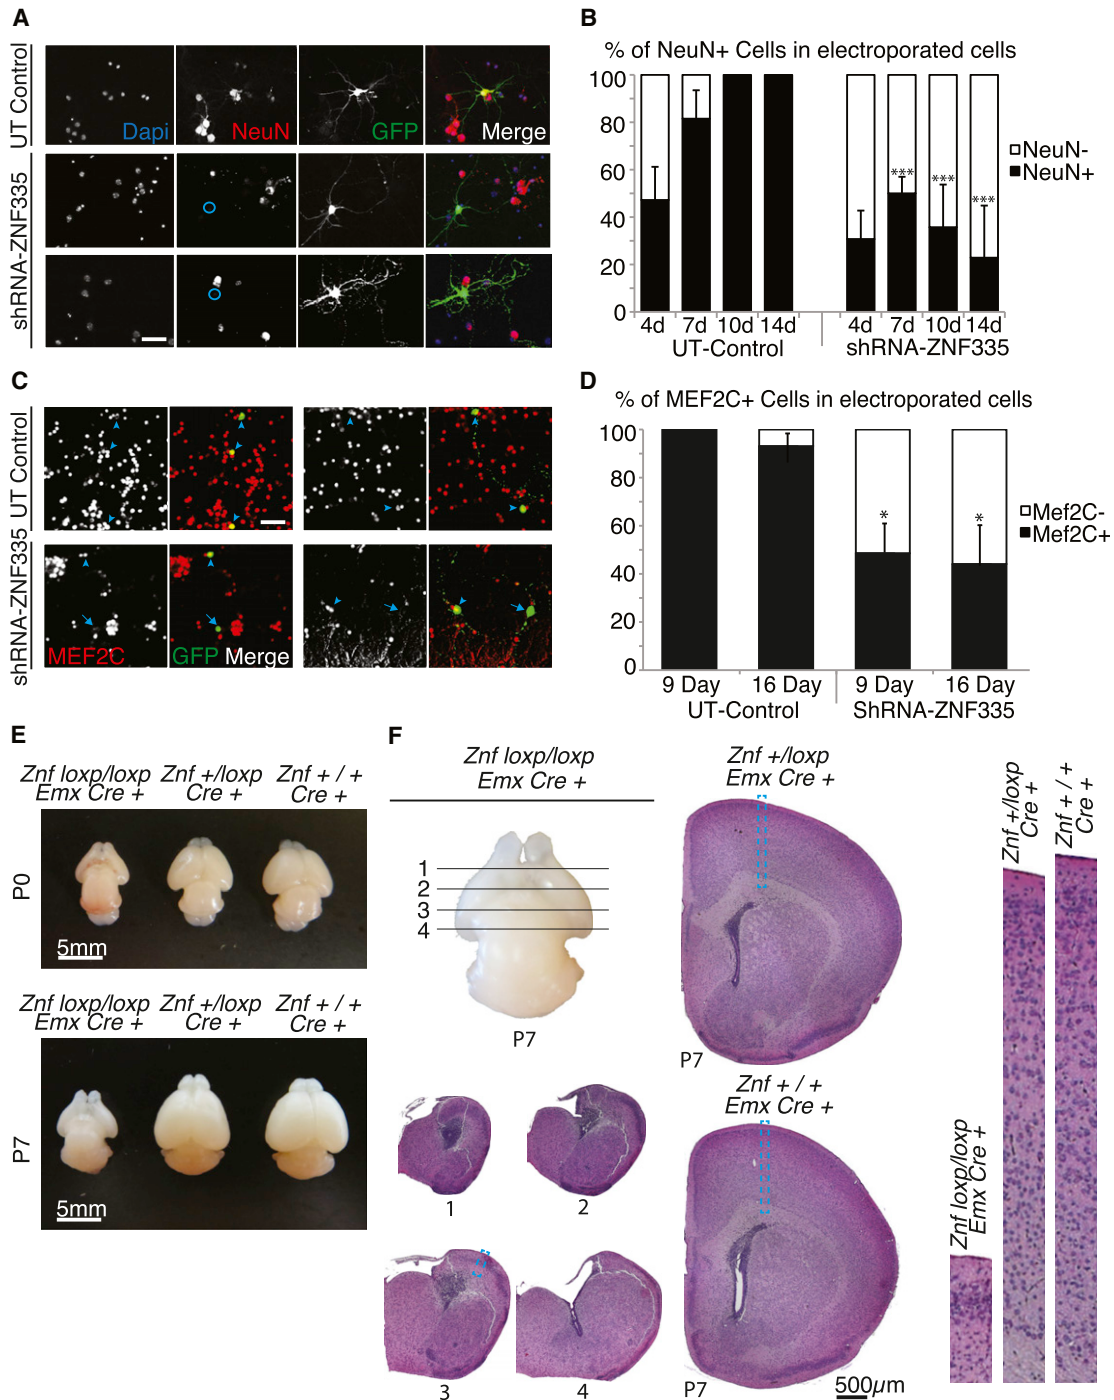 A
UT Control
Dapi
NeuN
GFP
Merge
shRNA-ZNF335
B
% of NeuN+ Cells in electroporated cells
100
80
60
40
20
0
***
***
***
4d
7d
10d
14d
4d
7d
10d
14d
UT-Control
shRNA-ZNF335
NeuN-
NeuN+
C
UT Control
shRNA-ZNF335
MEF2C
GFP Merge
D
% of MEF2C+ Cells in electroporated cells
100
80
60
40
20
0
*
*
9 Day
16 Day
9 Day
16 Day
UT-Control
ShRNA-ZNF335
Mef2C-
Mef2C+
E
Znf loxp/loxp
Emx Cre +
Znf +/loxp
Cre +
Znf + / +
Cre +
P0
5mm
Znf loxp/loxp
Emx Cre +
Znf +/loxp
Cre +
Znf + / +
Cre +
P7
5mm
F
Znf loxp/loxp
Emx Cre +
1
2
3
4
P7
1
2
3
4
Znf +/loxp
Emx Cre +
P7
Znf + / +
Emx Cre +
P7
500µm
Znf loxp/loxp
Emx Cre +
Znf +/loxp
Cre +
Znf + / +
Cre +